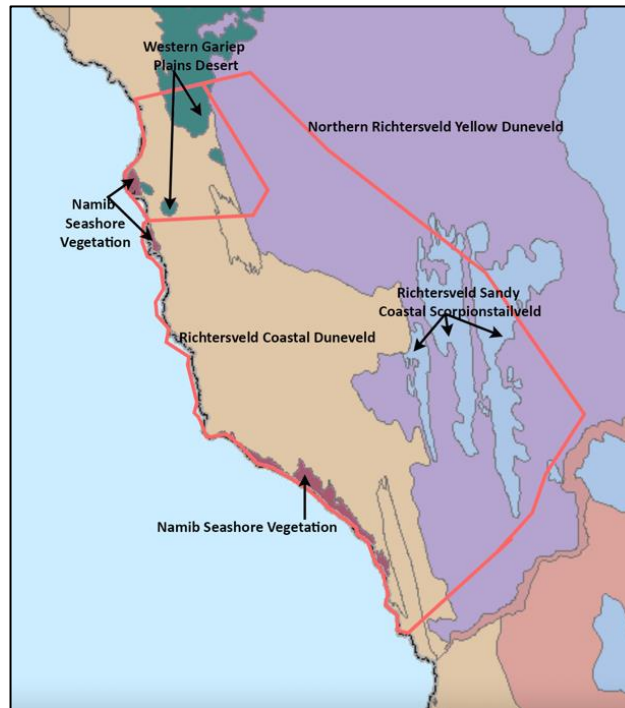 Western Gariep
Plains Desert
Northern Richtersveld Yellow Duneveld
Namib
Seashore
Vegetation
Richtersveld Sandy
Coastal Scorpionstailveld
Richtersveld Coastal Duneveld
Namib Seashore Vegetation